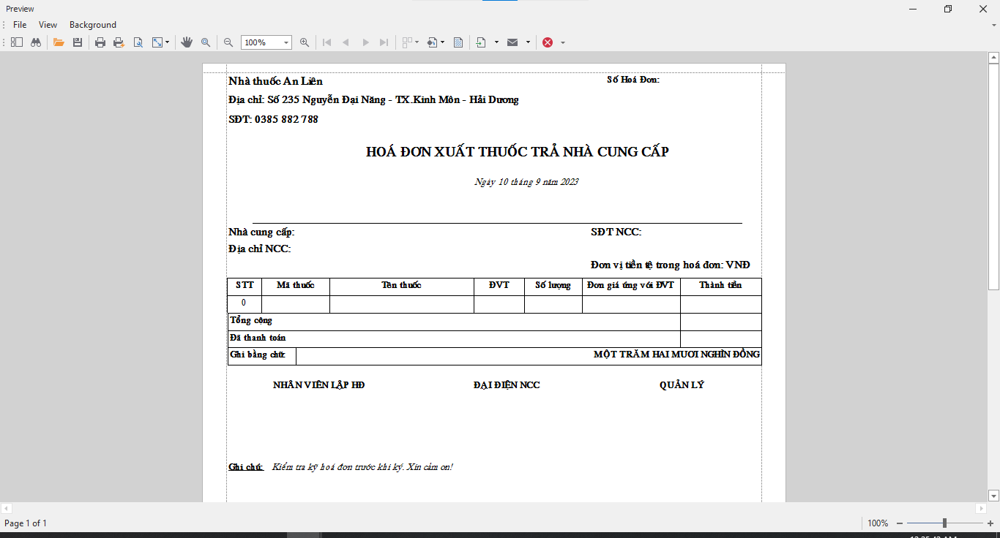 Preview
File View Background
100%
Nhà thuốc An Liên
Số Hoá Đơn:
Địa chỉ: Số 235 Nguyễn Đại Năng - TX.Kinh Môn - Hải Dương
SĐT: 0385 882 788
HOÁ ĐƠN XUẤT THUỐC TRẢ NHÀ CUNG CẤP
Ngày 10 tháng 9 năm 2023
Nhà cung cấp: SĐT NCC:
Địa chỉ NCC:
Đơn vị tiền tệ trong hoá đơn: VNĐ
STT Mã thuốc Tên thuốc ĐVT Số lượng Đơn giá ứng với ĐVT Thành tiền
0
Tổng cộng
Đã thanh toán
Ghi bằng chữ: MỘT TRĂM HAI MUƠI NGHÌN ĐỒNG
NHÂN VIÊN LẬP HĐ ĐẠI ĐIỆN NCC QUẢN LÝ
Ghi chú: Kiểm tra kỹ hoá đơn trước khi ký. Xin cảm ơn!
Page 1 of 1 100%